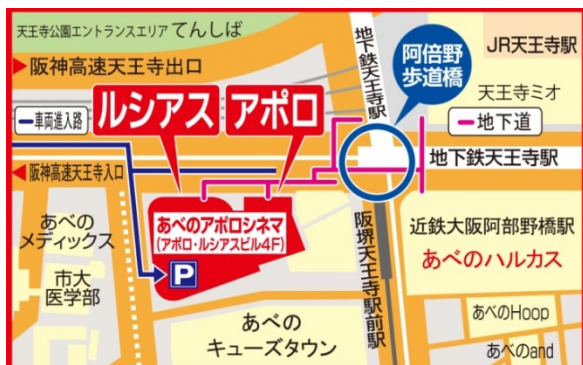 天王寺公園エントランスエリア てんしば
阪神高速天王寺出口
車両進入路
ルシアス
アポロ
地下鉄天王寺駅
阿倍野
歩道橋
JR天王寺駅
天王寺ミオ
地下道
地下鉄天王寺駅
阪神高速天王寺入口
あべの
メディックス
市大
医学部
あべのアポロシネマ
(アポロ・ルシアスビル4F)
P
あべの
キューズタウン
阪堺天王寺駅前駅
近鉄大阪阿部野橋駅
あべのハルカス
あべのHoop
あべのand